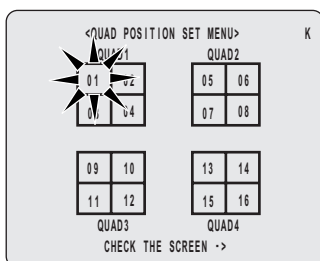 <QUAD POSITION SET MENU> K
QUAD1 QUAD2
01 02 05 06
03 04 07 08
09 10 13 14
11 12 15 16
QUAD3 QUAD4
CHECK THE SCREEN ->